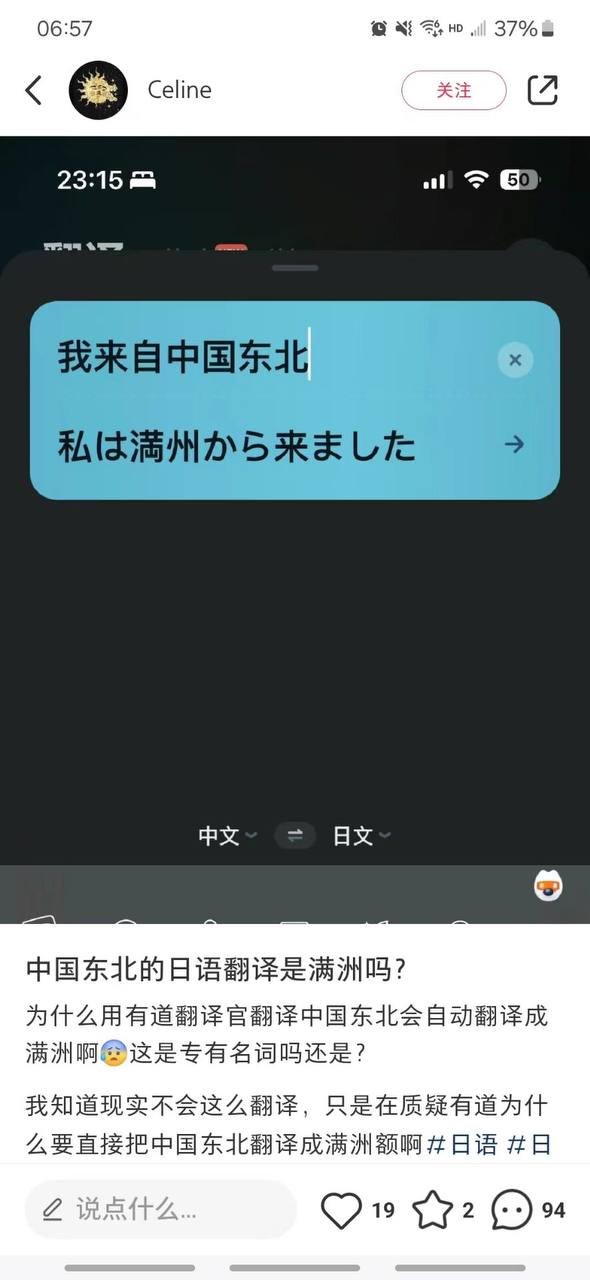 06:57
HD
37%
Celine
关注
23:15
50
我来自中国东北
私は満州から来ました
中文
日文
中国东北的日语翻译是满洲吗?
为什么用有道翻译官翻译中国东北会自动翻译成
满洲啊😰这是专有名词吗还是?
我知道现实不会这么翻译，只是在质疑有道为什
么要直接把中国东北翻译成满洲额啊#日语 #日
说点什么...
19
2
94